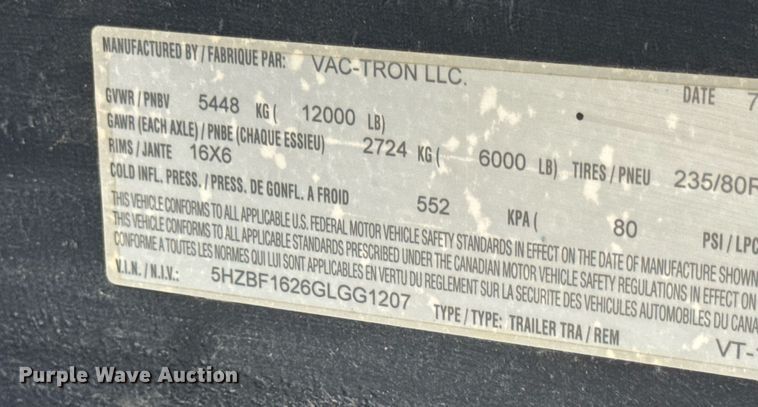 MANUFACTURED BY / FABRIQUE PAR: VAC-TRON LLC. DATE 7
GVWR / PNBV 5448 KG ( 12000 LB)
GAWR (EACH AXLE) / PNBE (CHAQUE ESSIEU) 2724 KG ( 6000 LB) TIRES / PNEU 235/80R
RIMS / JANTE 16X6
COLD INFL. PRESS. / PRESS. DE GONFL. A FROID 552 KPA ( 80 PSI / LPC
THIS VEHICLE CONFORMS TO ALL APPLICABLE U.S. FEDERAL MOTOR VEHICLE SAFETY STANDARDS IN EFFECT ON THE DATE OF MANUFACTURE SHOWN
THIS VEHICLE CONFORMS TO ALL APPLICABLE STANDARDS PRESCRIBED UNDER THE CANADIAN MOTOR VEHICLE SAFETY REGULATIONS IN EFFECT ON
CONFORME A TOUTES LES NORMES QUI LUI SONT APPLICABLES EN VERTU DU REGLEMENT SUR LA SECURITE DES VEHICULES AUTOMOBILES DU CANA
V.I.N. / N.I.V.: 5HZBF1626GLGG1207 TYPE / TYPE: TRAILER TRA / REM VT-
Purple Wave Auction